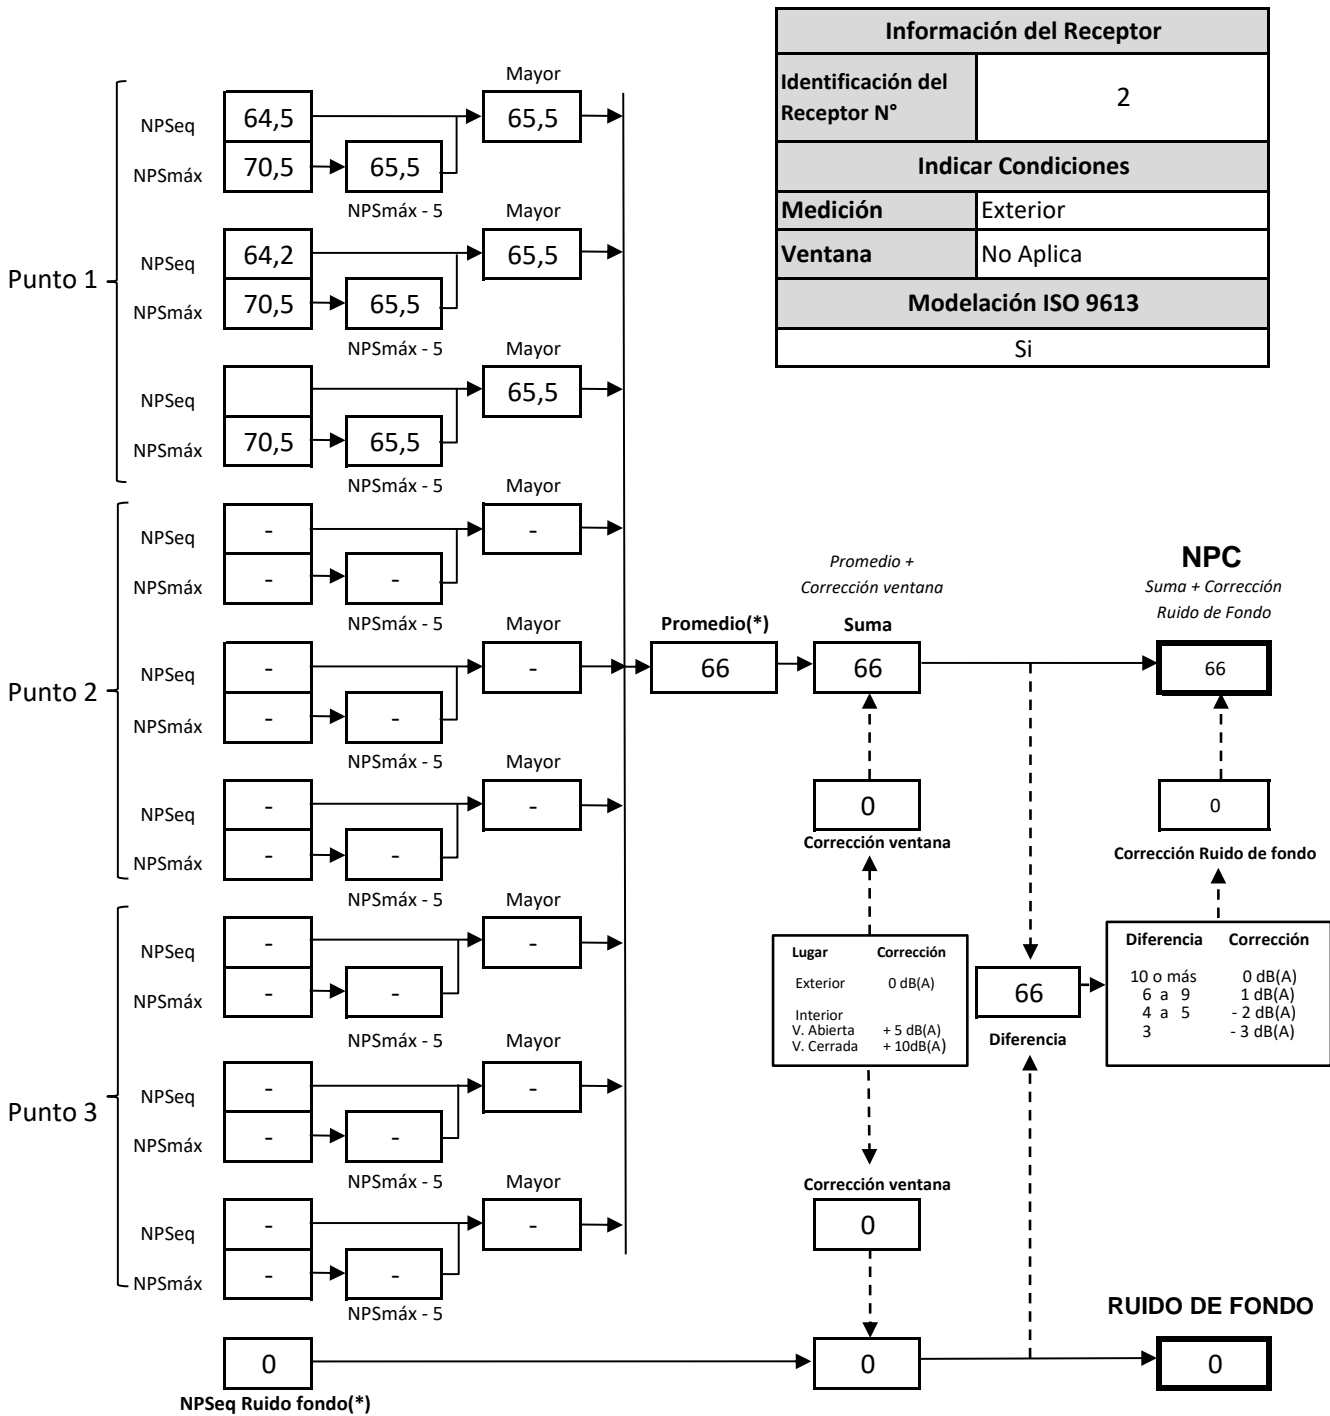 Información del Receptor
Identificación del Receptor N°
2
Indicar Condiciones
Medición
Exterior
Ventana
No Aplica
Modelación ISO 9613
Si
Punto 1
NPSeq
64,5
Mayor
65,5
NPSmáx
70,5
65,5
NPSmáx - 5
NPSeq
64,2
Mayor
65,5
NPSmáx
70,5
65,5
NPSmáx - 5
NPSeq
Mayor
65,5
NPSmáx
70,5
65,5
NPSmáx - 5
Punto 2
NPSeq
-
Mayor
-
NPSmáx
-
-
NPSmáx - 5
NPSeq
-
Mayor
-
NPSmáx
-
-
NPSmáx - 5
NPSeq
-
Mayor
-
NPSmáx
-
-
NPSmáx - 5
Punto 3
NPSeq
-
Mayor
-
NPSmáx
-
-
NPSmáx - 5
NPSeq
-
Mayor
-
NPSmáx
-
-
NPSmáx - 5
NPSeq
-
Mayor
-
NPSmáx
-
-
NPSmáx - 5
Promedio(*)
66
Promedio +
Corrección ventana
Suma
66
NPC
Suma + Corrección
Ruido de Fondo
66
0
Corrección ventana
0
Corrección Ruido de fondo
Lugar Corrección
Exterior 0 dB(A)
Interior
V. Abierta + 5 dB(A)
V. Cerrada + 10dB(A)
66
Diferencia
Diferencia Corrección
10 o más 0 dB(A)
6 a 9 1 dB(A)
4 a 5 - 2 dB(A)
3 - 3 dB(A)
Corrección ventana
0
RUIDO DE FONDO
0
0
0
NPSeq Ruido fondo(*)